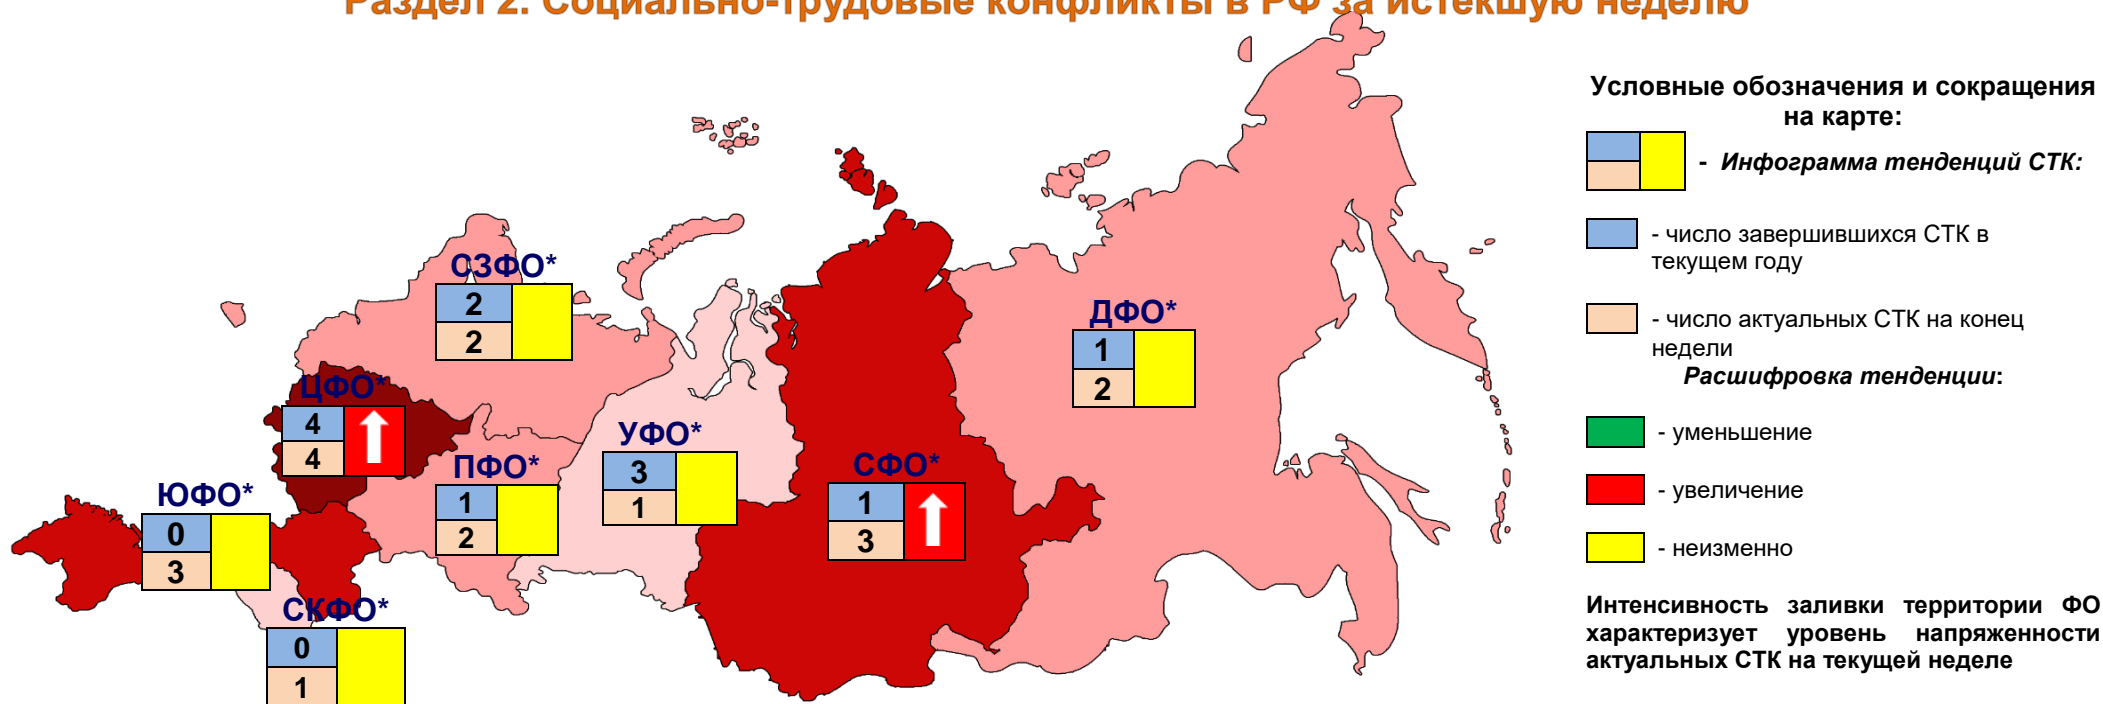 Раздел 2. Социально-трудовые конфликты в РФ за истекшую неделю
Условные обозначения и сокращения
на карте:
- Инфограмма тенденций СТК:
- число завершившихся СТК в
текущем году
- число актуальных СТК на конец
недели
Расшифровка тенденции:
- уменьшение
- увеличение
- неизменно
Интенсивность заливки территории ФО
характеризует уровень напряженности
актуальных СТК на текущей неделе
СЗФО*
2
2
ДФО*
1
2
ЦФО*
4
4
УФО*
3
1
ПФО*
1
2
СФО*
1
3
ЮФО*
0
3
СКФО*
0
1